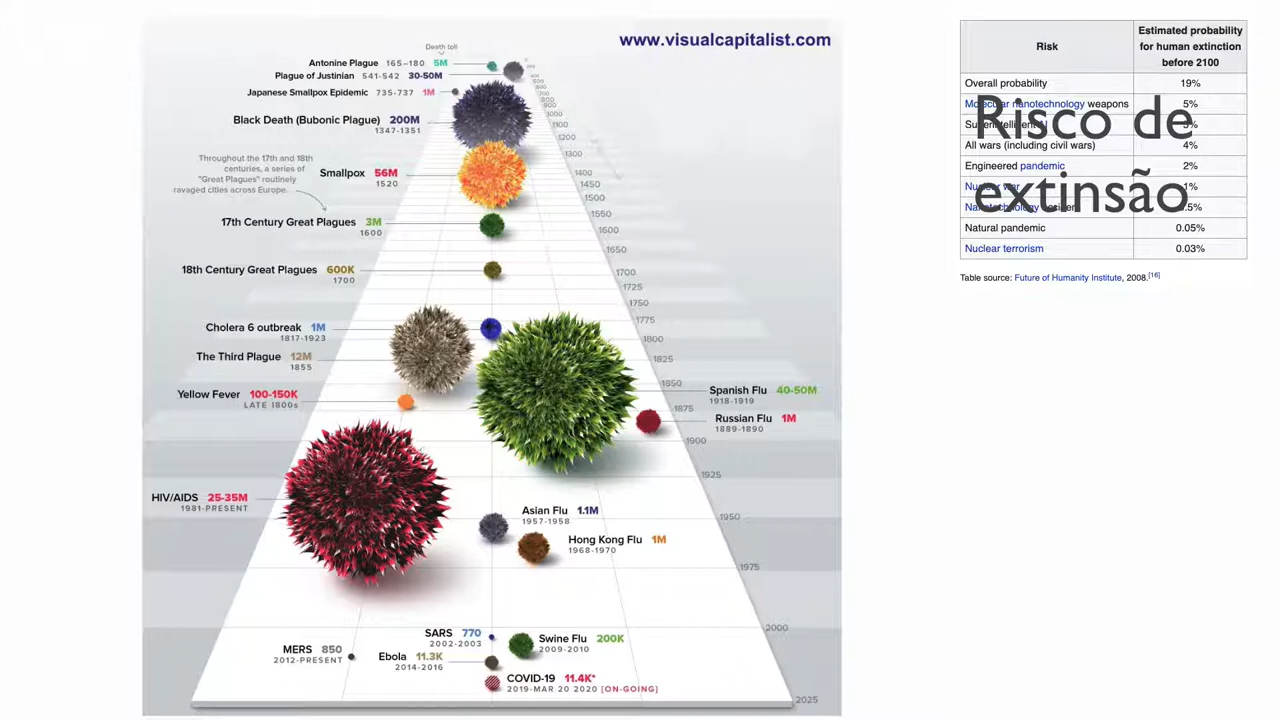 www.visualcapitalist.com
Death toll
Antonine Plague 165-180 5M
Plague of Justinian 541-542 30-50M
Japanese Smallpox Epidemic 735-737 1M
Black Death (Bubonic Plague) 200M
1347-1351
Throughout the 17th and 18th
centuries, a series of
"Great Plagues" routinely
ravaged cities across Europe.
Smallpox 56M
1520
17th Century Great Plagues 3M
1600
18th Century Great Plagues 600K
1700
Cholera 6 outbreak 1M
1817-1923
The Third Plague 12M
1855
Yellow Fever 100-150K
LATE 1800s
Spanish Flu 40-50M
1918-1919
Russian Flu 1M
1889-1890
HIV/AIDS 25-35M
1981-PRESENT
Asian Flu 1.1M
1957-1958
Hong Kong Flu 1M
1968-1970
SARS 770
2002-2003
Swine Flu 200K
2009-2010
MERS 850
2012-PRESENT
Ebola 11.3K
2014-2016
COVID-19 11.4K*
2019-MAR 20 2020 [ON-GOING]
900
1000
1100
1200
1300
1400
1450
1500
1550
1600
1650
1700
1725
1750
1775
1800
1825
1850
1875
1900
1925
1950
1975
2000
2025
Risk
Estimated probability
for human extinction
before 2100
Overall probability 19%
Molecular nanotechnology weapons 5%
All wars (including civil wars) 4%
Engineered pandemic 2%
Nuclear war 1%
Natural pandemic 0.05%
Nuclear terrorism 0.03%
Table source: Future of Humanity Institute, 2008.[16]
Risco de
extinsão